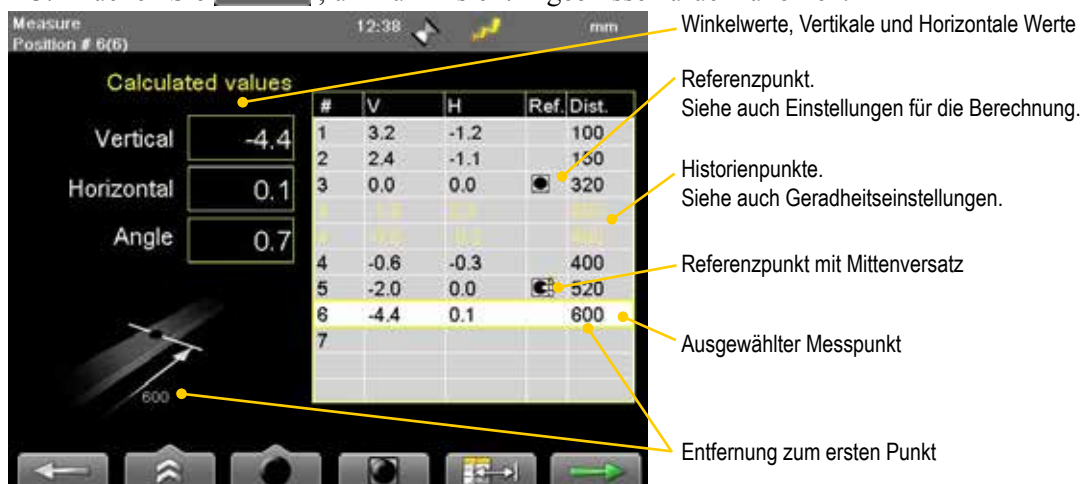 Measure
Position # 6(6)
12:38
mm
Calculated values
Vertical -4.4
Horizontal 0.1
Angle 0.7
600
# V H Ref. Dist.
1 3.2 -1.2 100
2 2.4 -1.1 150
3 0.0 0.0 320
4 -0.6 -0.3 400
5 -2.0 0.0 520
6 -4.4 0.1 600
7
Winkelwerte, Vertikale und Horizontale Werte
Referenzpunkt.
Siehe auch Einstellungen für die Berechnung.
Historienpunkte.
Siehe auch Geradheitseinstellungen.
Referenzpunkt mit Mittenversatz
Ausgewählter Messpunkt
Entfernung zum ersten Punkt